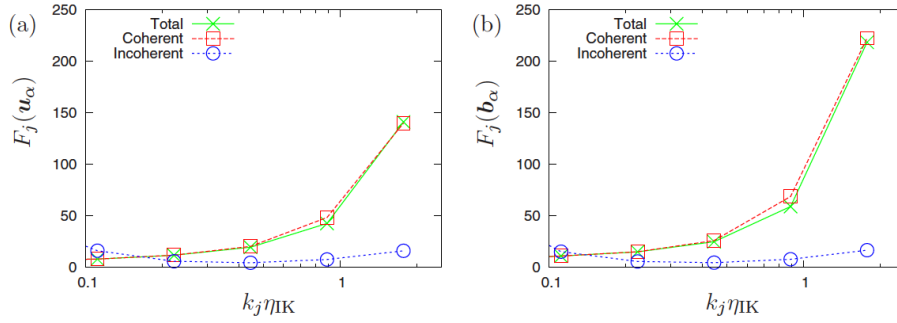 (a)
Total
Coherent
Incoherent
250
200
150
100
50
0
F_j(u_α)
0.1
1
k_jη_IK
(b)
Total
Coherent
Incoherent
250
200
150
100
50
0
F_j(b_α)
0.1
1
k_jη_IK